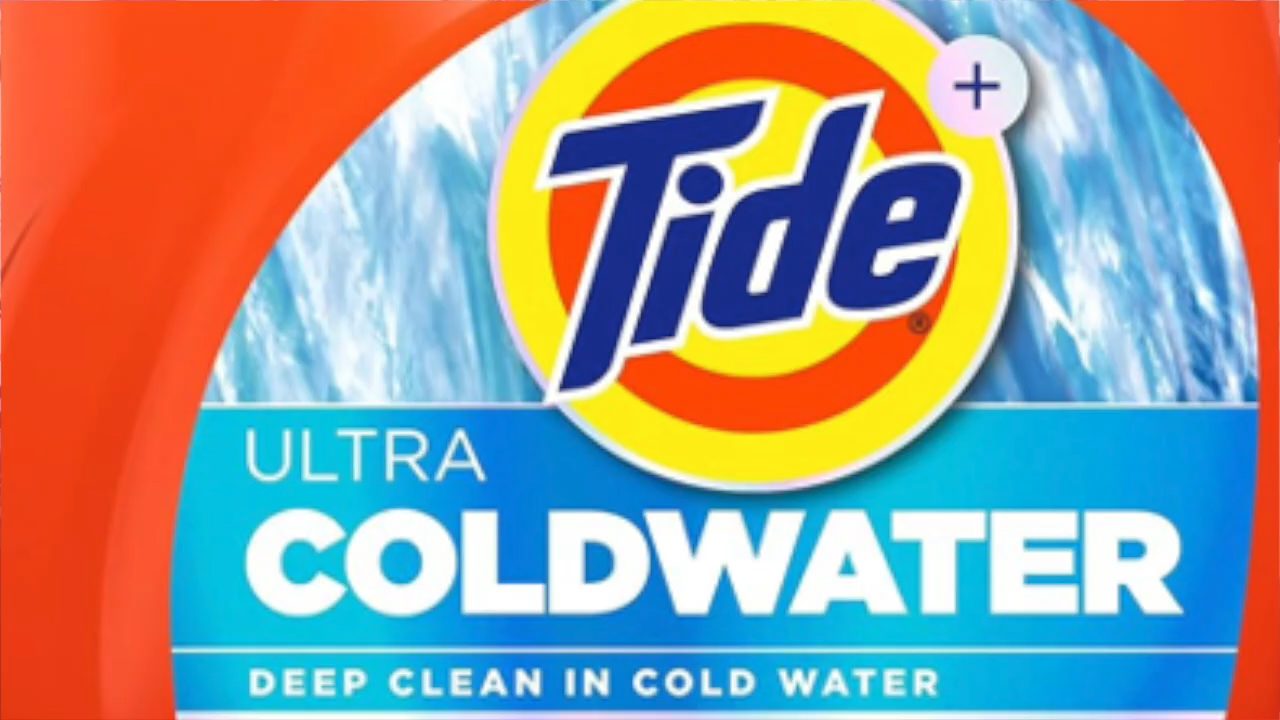 Tide®
+
ULTRA
COLDWATER
DEEP CLEAN IN COLD WATER